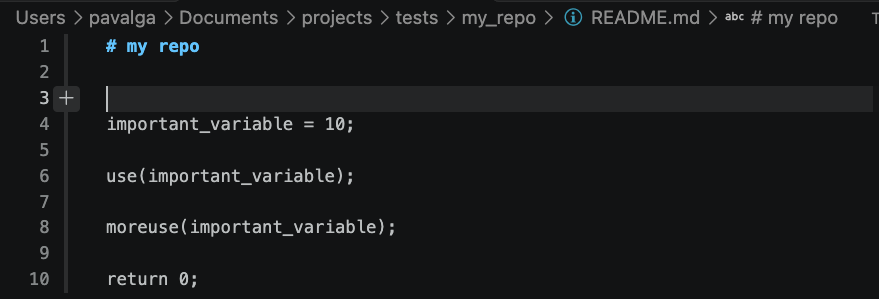 Users > pavalga > Documents > projects > tests > my_repo > README.md > abc # my repo
1 # my repo
2
3 +
4 important_variable = 10;
5
6 use(important_variable);
7
8 moreuse(important_variable);
9
10 return 0;